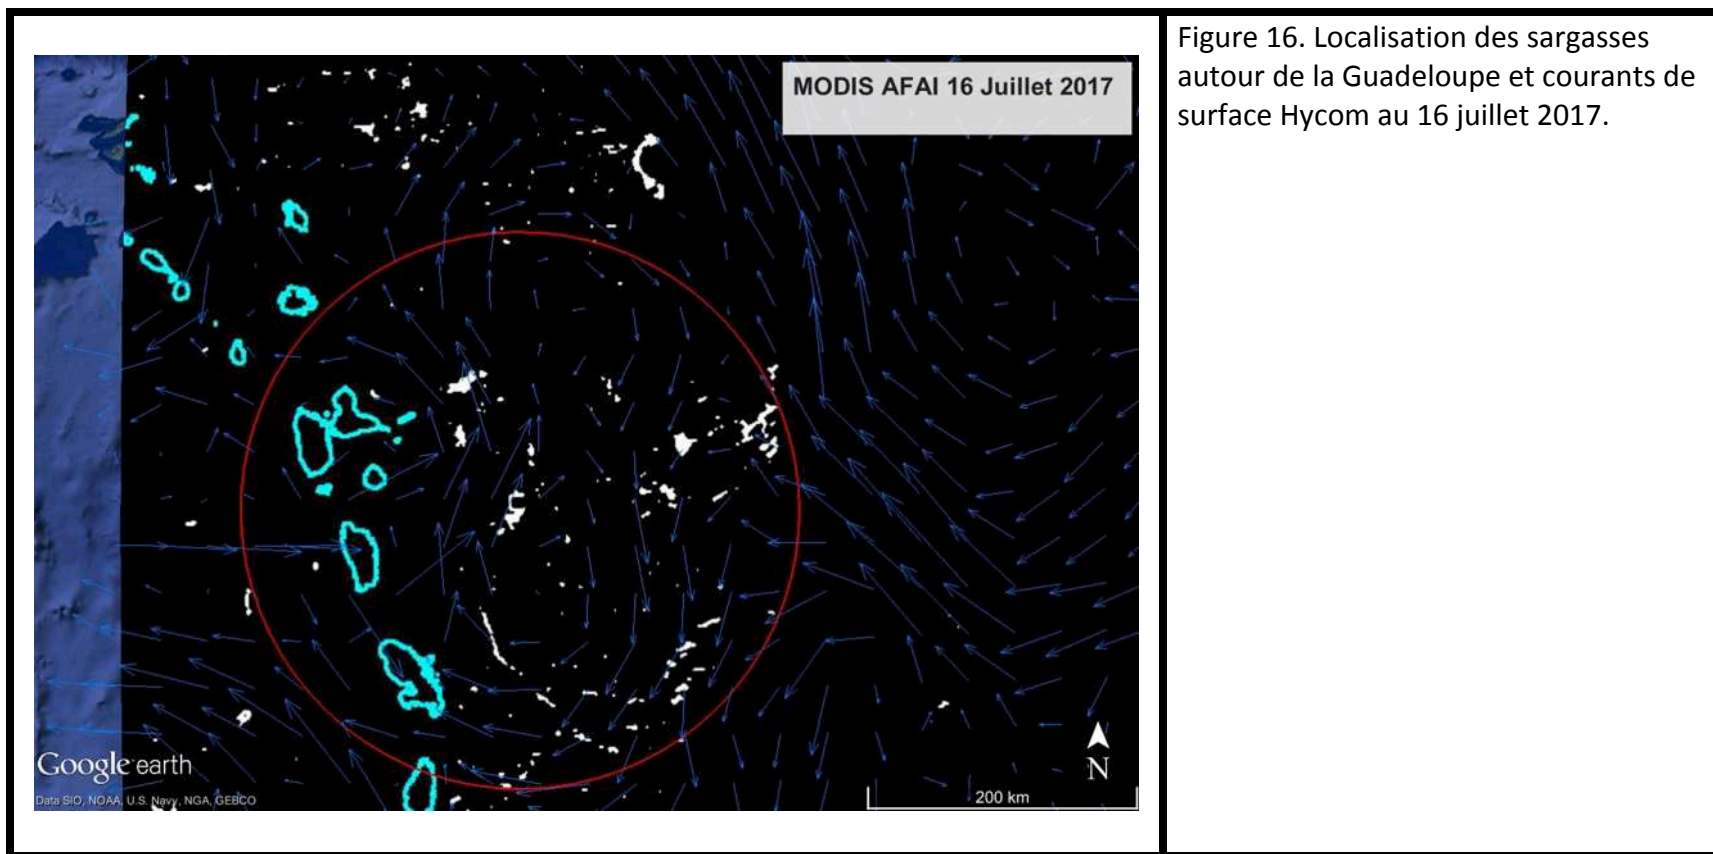 MODIS AFAI 16 Juillet 2017
Google earth
Data SIO, NOAA, U.S. Navy, NGA, GEBCO
200 km
N
Figure 16. Localisation des sargasses
autour de la Guadeloupe et courants de
surface Hycom au 16 juillet 2017.